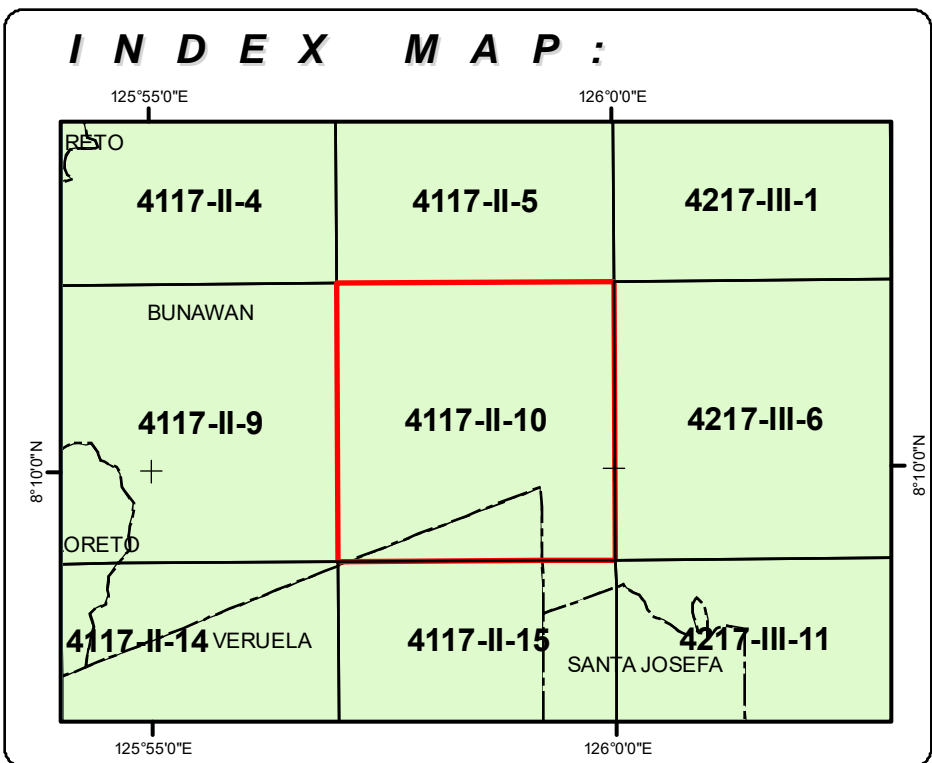 INDEX MAP:
125°55'0"E 126°0'0"E
RETO
4117-II-4 4117-II-5 4217-III-1
BUNAWAN
4117-II-9 4117-II-10 4217-III-6
8°10'0"N 8°10'0"N
ORETO
4117-II-14 VERUELA 4117-II-15 4217-III-11
SANTA JOSEFA
125°55'0"E 126°0'0"E